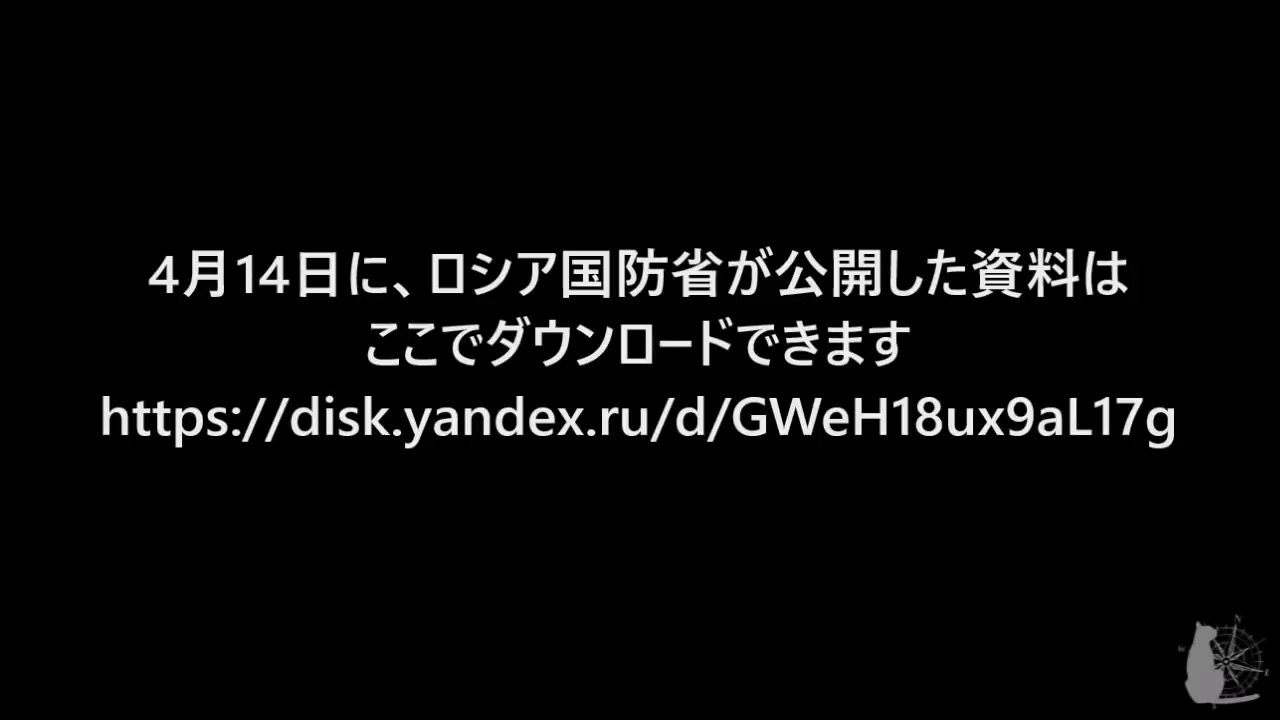 4月14日に、ロシア国防省が公開した資料は
ここでダウンロードできます
https://disk.yandex.ru/d/GWeH18ux9aL17g